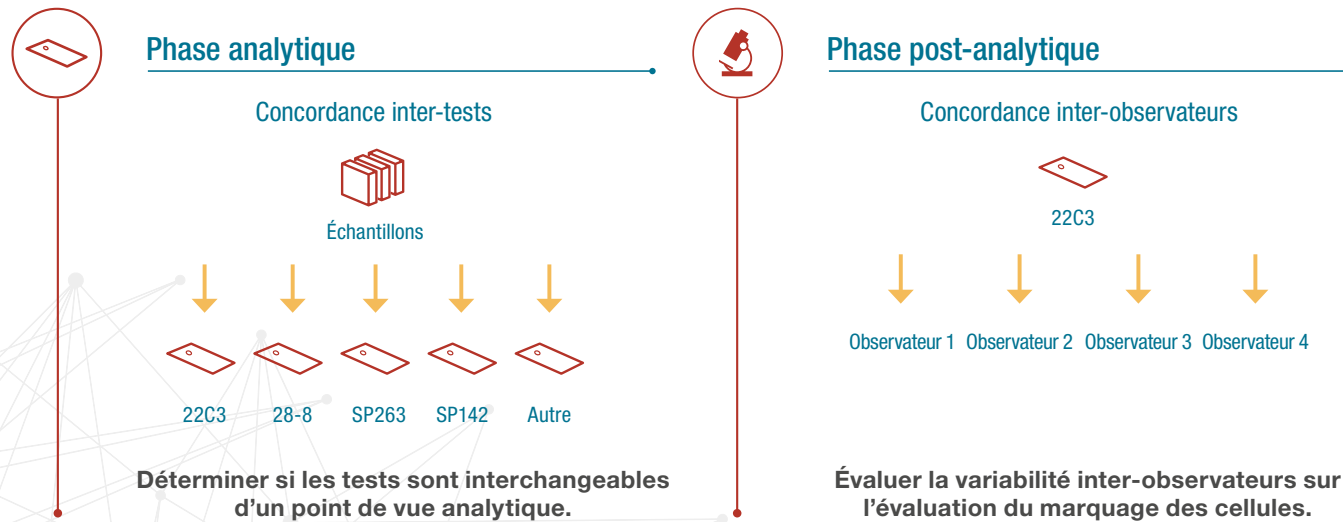 Phase analytique
Concordance inter-tests
Échantillons
22C3 28-8 SP263 SP142 Autre
Déterminer si les tests sont interchangeables
d'un point de vue analytique.
Phase post-analytique
Concordance inter-observateurs
22C3
Observateur 1 Observateur 2 Observateur 3 Observateur 4
Évaluer la variabilité inter-observateurs sur
l'évaluation du marquage des cellules.